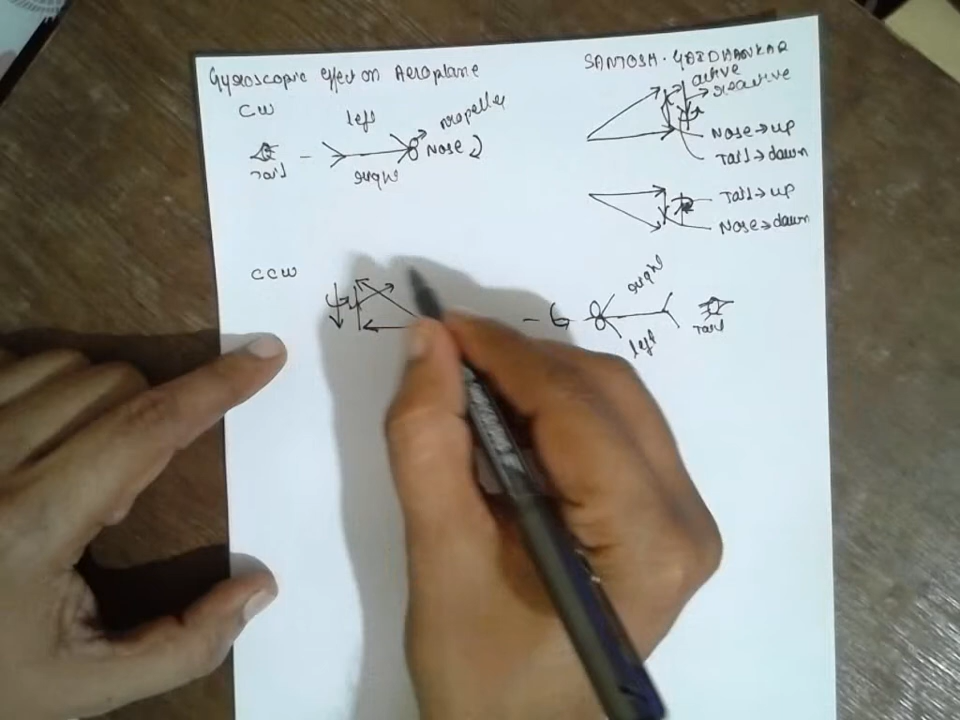 Gyroscopic effect on Aeroplane
SANTOSH.
CW
left
propeller
Nose
Tail
right
active
reactive
Nose→up
Tail→down
Tail→up
Nose→down
CCW
right
left
Tail